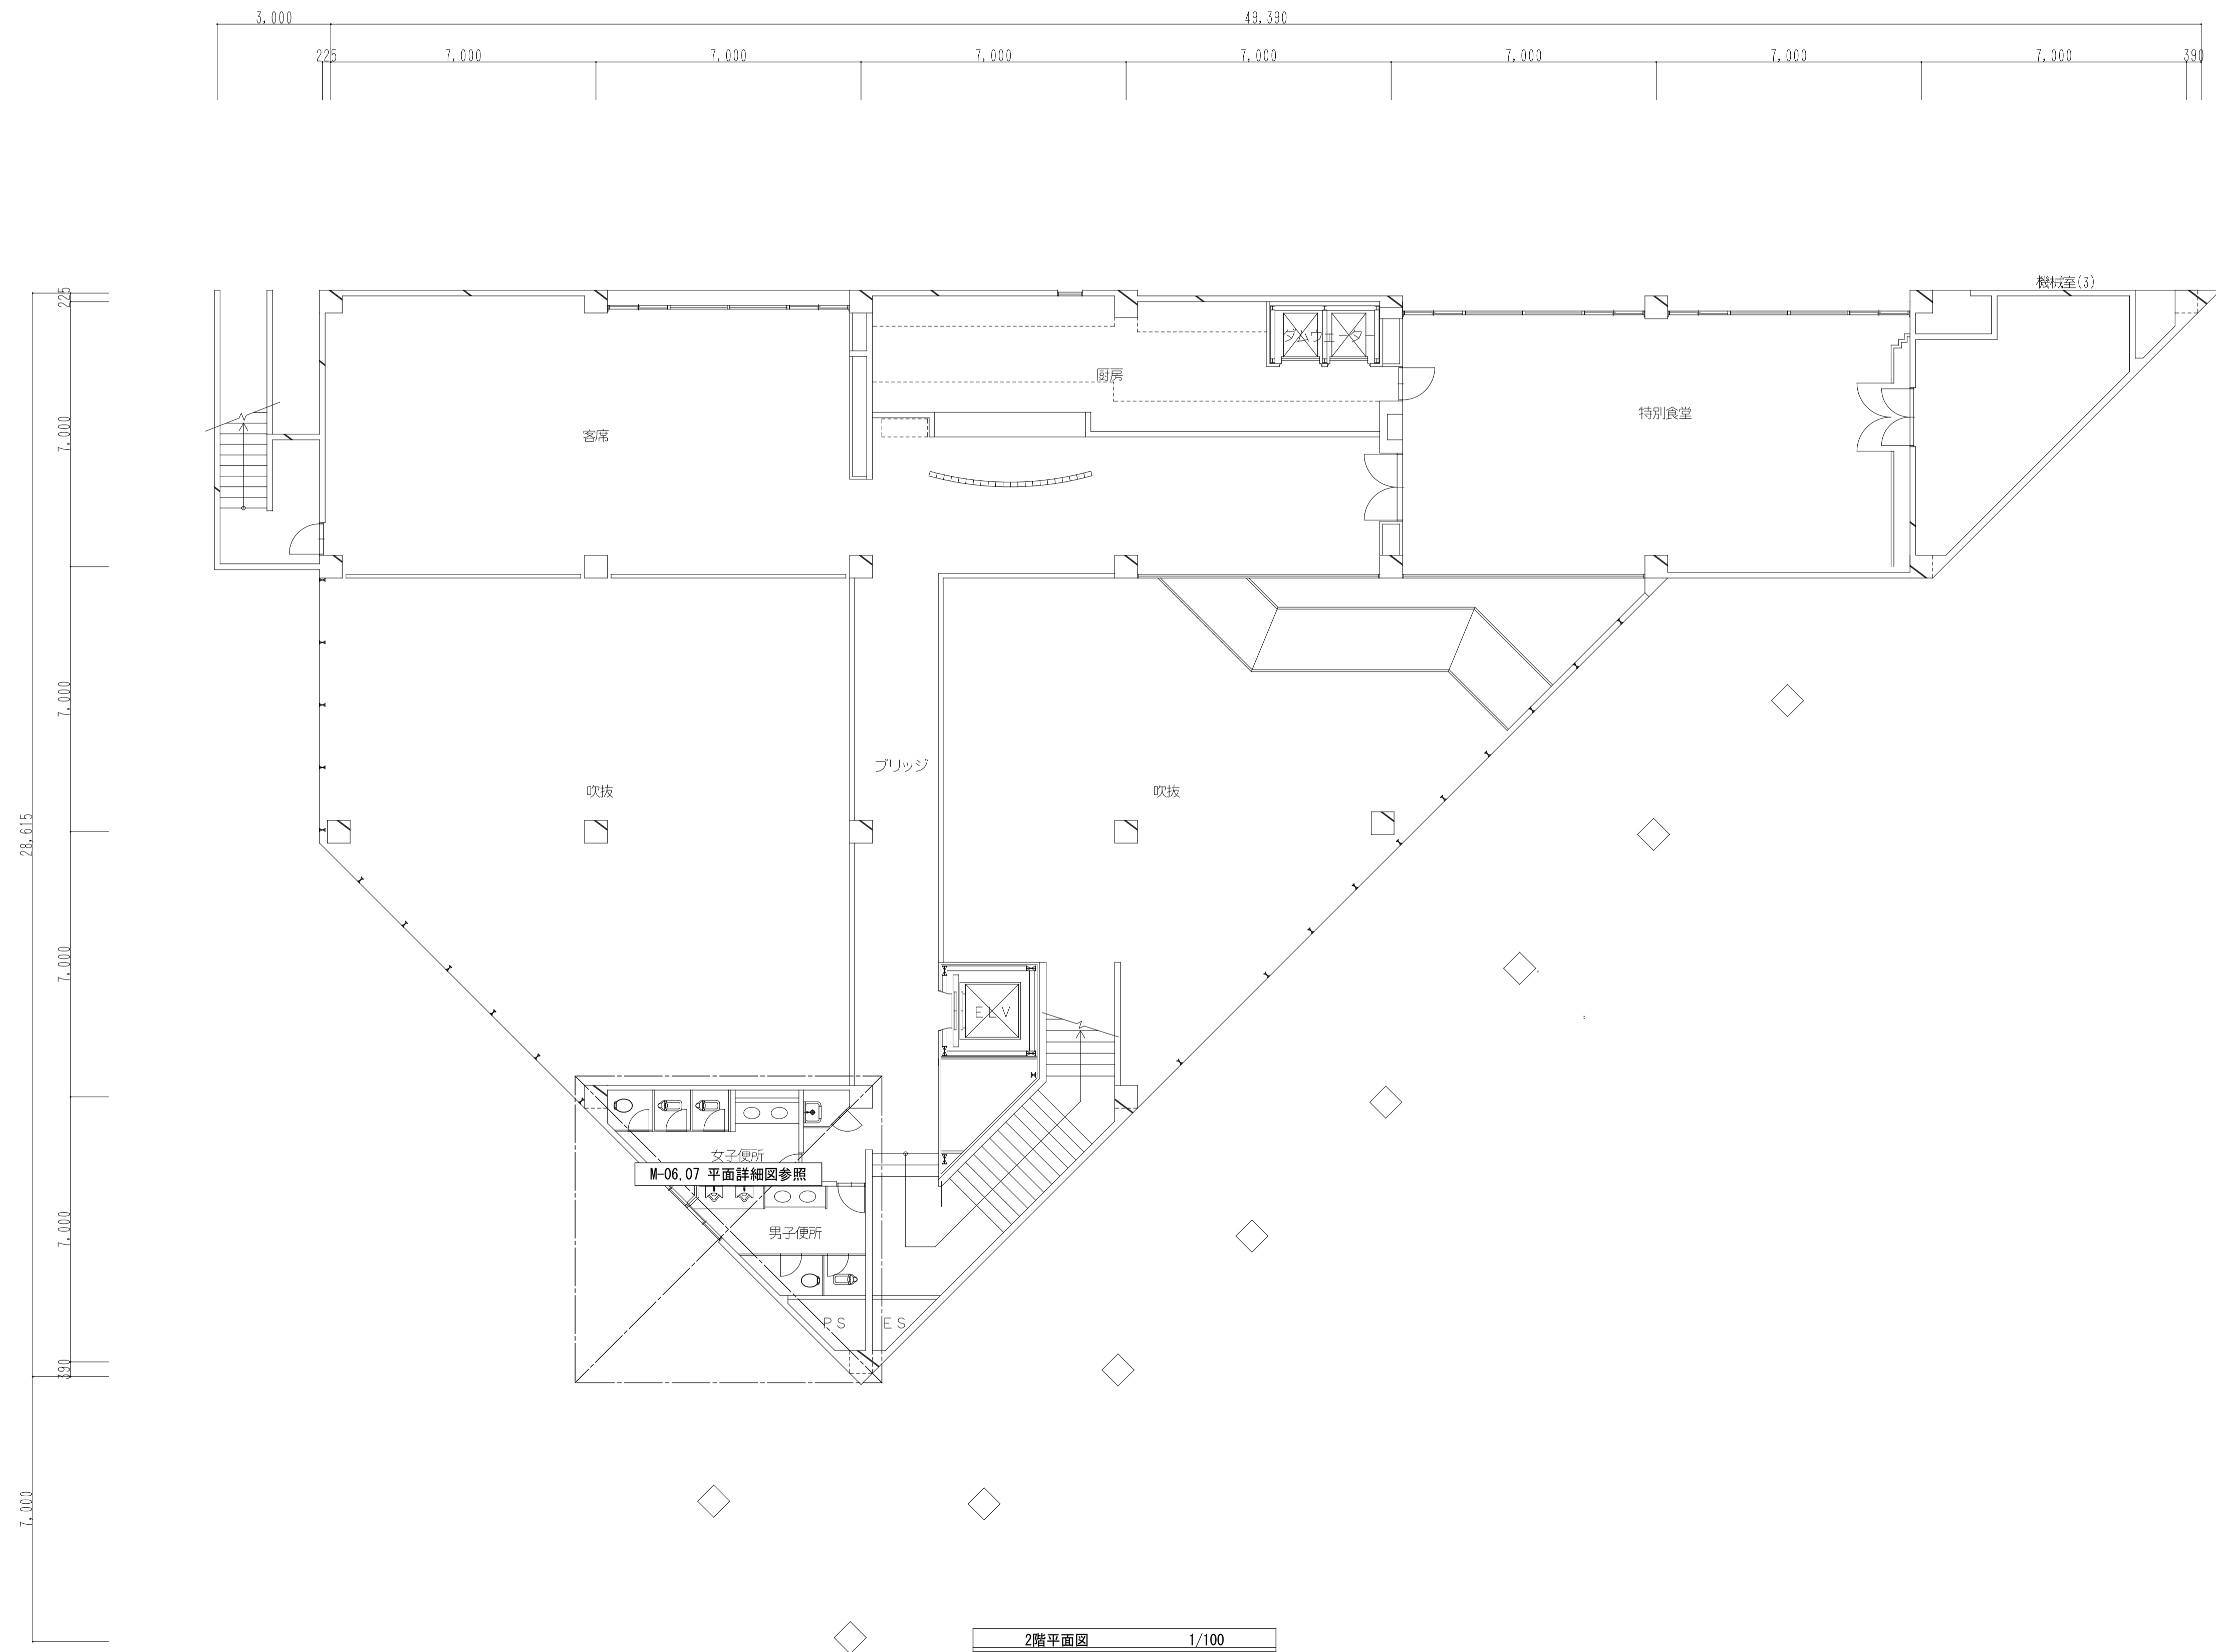 3,000
49,390
225
7,000
7,000
7,000
7,000
7,000
7,000
7,000
390
機械室(3)
225
ダムウェーター
厨房
特別食堂
客席
7,000
7,000
ブリッジ
吹抜
吹抜
28,615
7,000
ELV
女子便所
M-06,07 平面詳細図参照
男子便所
7,000
PS
ES
390
7,000
2階平面図
1/100